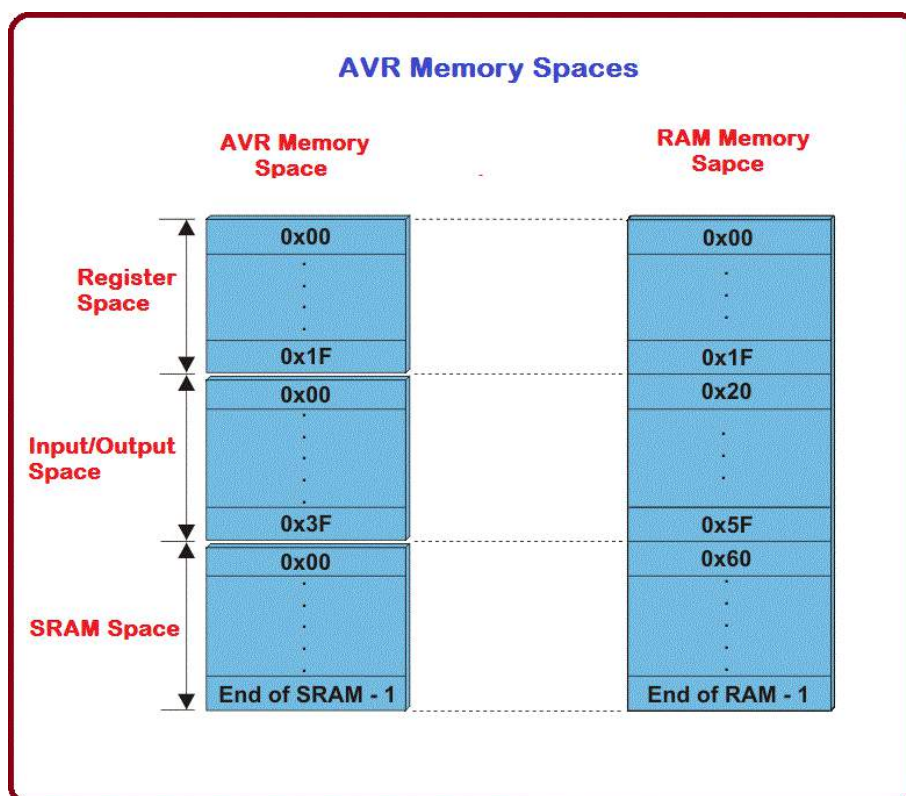 AVR Memory Spaces
AVR Memory
Space
RAM Memory
Sapce
Register
Space
0x00
0x1F
0x00
0x1F
Input/Output
Space
0x00
0x3F
0x20
0x5F
SRAM Space
0x00
End of SRAM - 1
0x60
End of RAM - 1